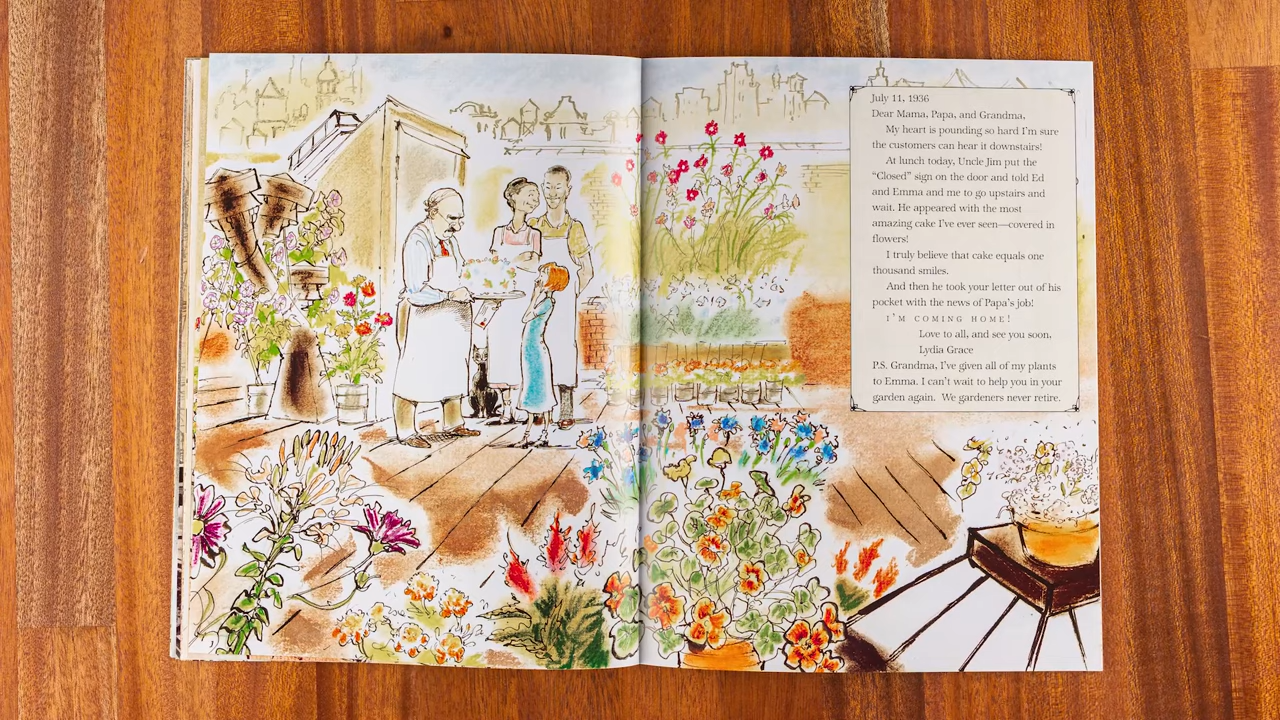 July 11, 1936
Dear Mama, Papa, and Grandma,
My heart is pounding so hard I'm sure
the customers can hear it downstairs!
At lunch today, Uncle Jim put the
“Closed” sign on the door and told Ed
and Emma and me to go upstairs and
wait. He appeared with the most
amazing cake I've ever seen—covered in
flowers!
I truly believe that cake equals one
thousand smiles.
And then he took your letter out of his
pocket with the news of Papa's job!
I'M COMING HOME!
Love to all, and see you soon,
Lydia Grace
P.S. Grandma, I've given all of my plants
to Emma. I can't wait to help you in your
garden again. We gardeners never retire.